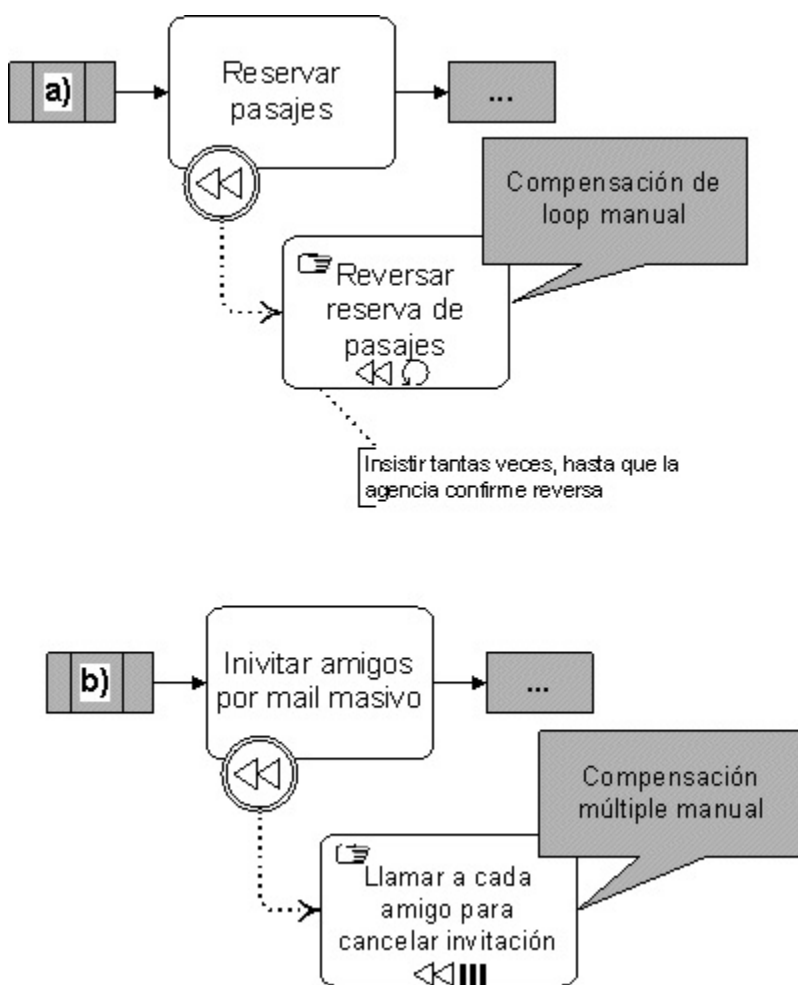 a)
Reservar
pasajes
...
Compensación de
loop manual
Reversar
reserva de
pasajes
Insistir tantas veces, hasta que la
agencia confirme reversa
b)
Inivitar amigos
por mail masivo
...
Compensación
múltiple manual
Llamar a cada
amigo para
cancelar invitación